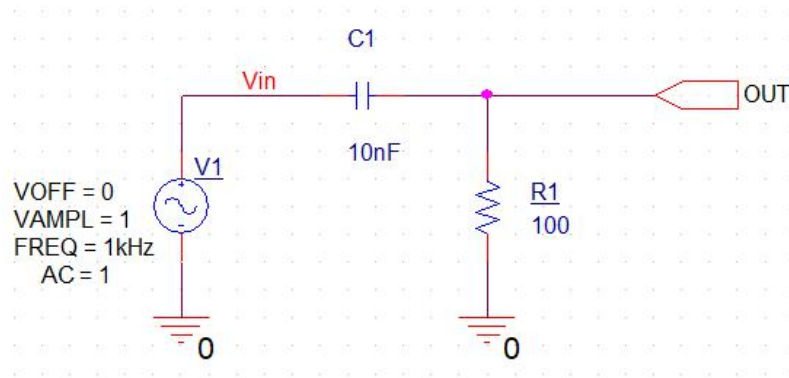 C1
Vin
OUT
10nF
V1
VOFF = 0
VAMPL = 1
FREQ = 1kHz
AC = 1
R1
100
0
0